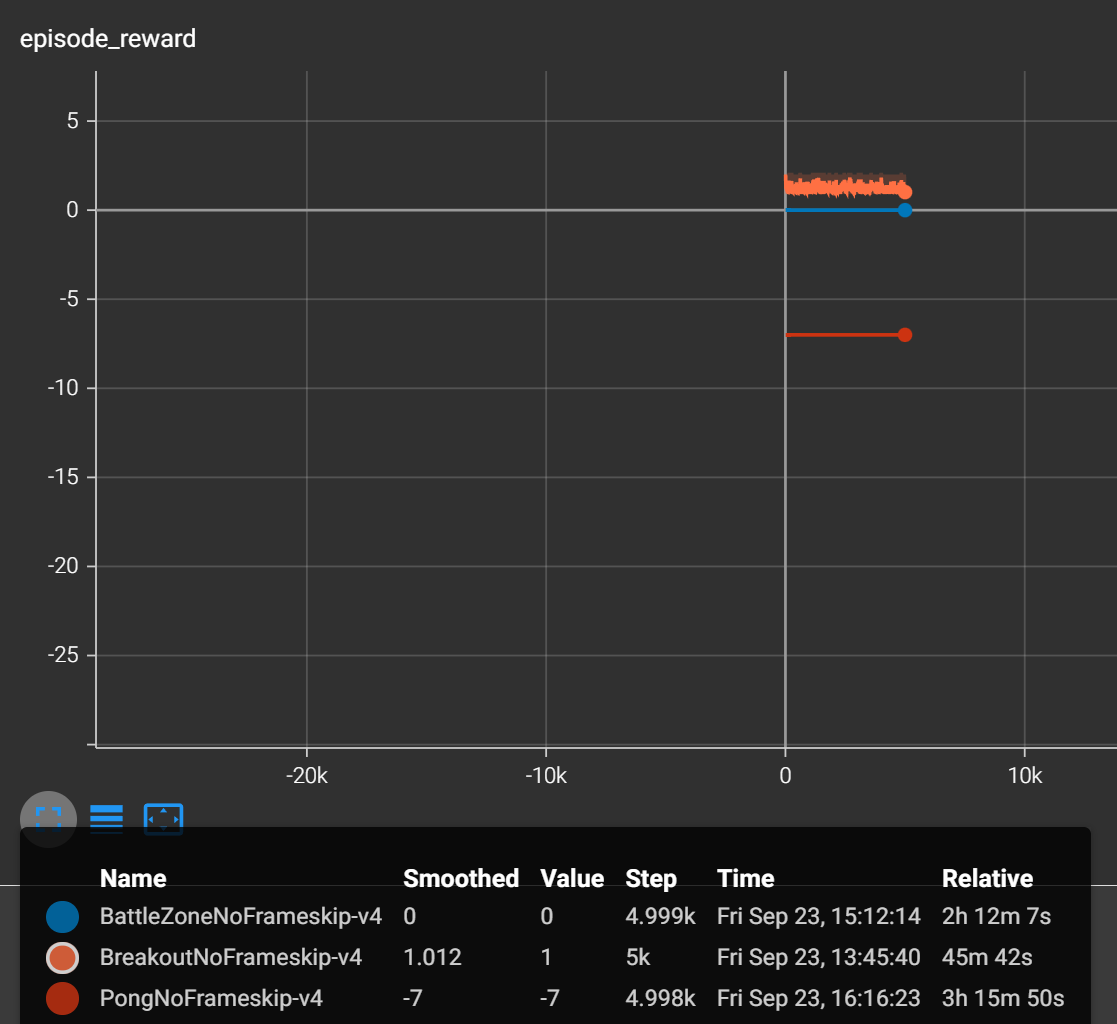 episode_reward
5
0
-5
-10
-15
-20
-25
-20k -10k 0 10k
Name Smoothed Value Step Time Relative
BattleZoneNoFrameskip-v4 0 0 4.999k Fri Sep 23, 15:12:14 2h 12m 7s
BreakoutNoFrameskip-v4 1.012 1 5k Fri Sep 23, 13:45:40 45m 42s
PongNoFrameskip-v4 -7 -7 4.998k Fri Sep 23, 16:16:23 3h 15m 50s